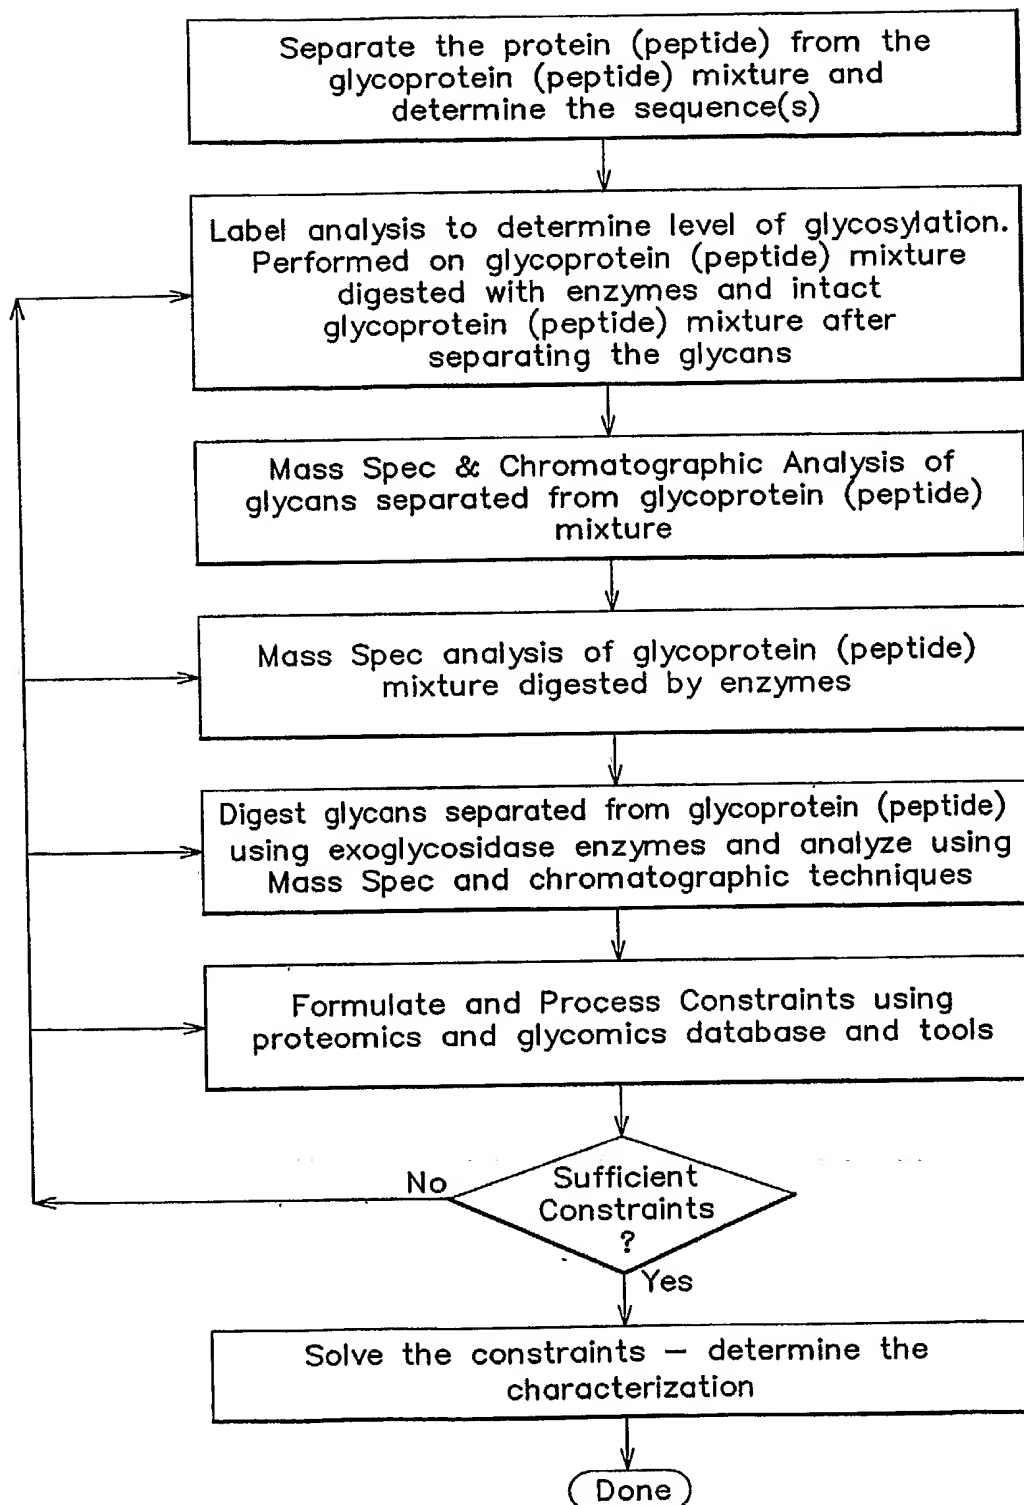 Separate the protein (peptide) from the
glycoprotein (peptide) mixture and
determine the sequence(s)
Label analysis to determine level of glycosylation.
Performed on glycoprotein (peptide) mixture
digested with enzymes and intact
glycoprotein (peptide) mixture after
separating the glycans
Mass Spec & Chromatographic Analysis of
glycans separated from glycoprotein (peptide)
mixture
Mass Spec analysis of glycoprotein (peptide)
mixture digested by enzymes
Digest glycans separated from glycoprotein (peptide)
using exoglycosidase enzymes and analyze using
Mass Spec and chromatographic techniques
Formulate and Process Constraints using
proteomics and glycomics database and tools
No
Sufficient
Constraints
?
Yes
Solve the constraints – determine the
characterization
Done